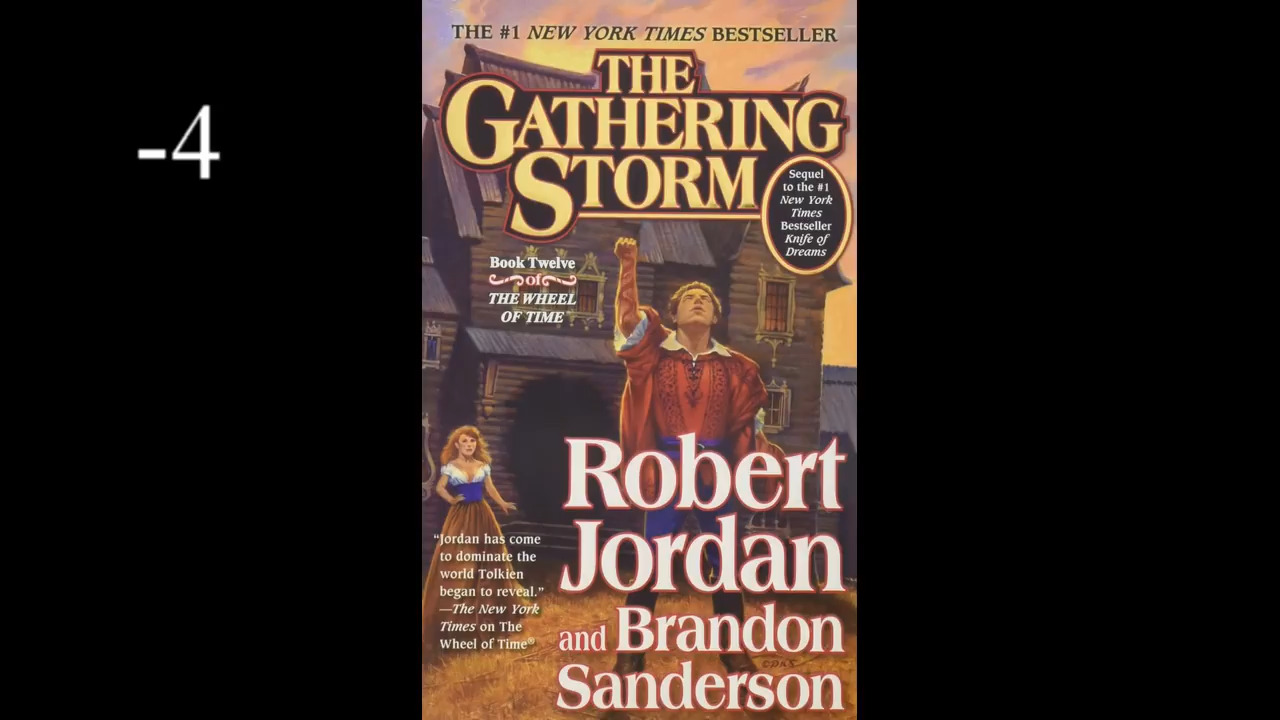 -4
THE #1 NEW YORK TIMES BESTSELLER
THE
GATHERING
STORM
Sequel
to the #1
New York
Times
Bestseller
Knife of
Dreams
Book Twelve
of
THE WHEEL
OF TIME
Robert
Jordan
and Brandon
Sanderson
"Jordan has come
to dominate the
world Tolkien
began to reveal."
—The New York
Times on The
Wheel of Time®
©DKS